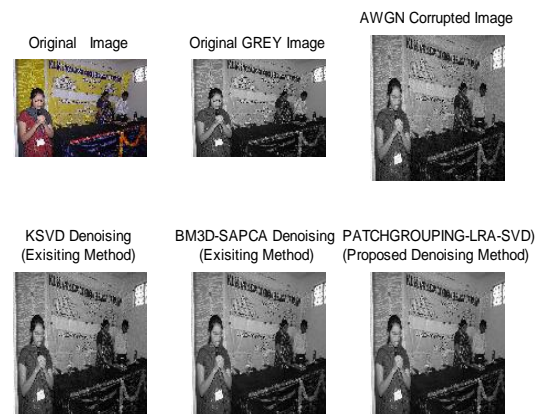 AWGN Corrupted Image
Original Image
Original GREY Image
KSVD Denoising
(Exisiting Method)
BM3D-SAPCA Denoising
(Exisiting Method)
PATCHGROUPING-LRA-SVD)
(Proposed Denoising Method)